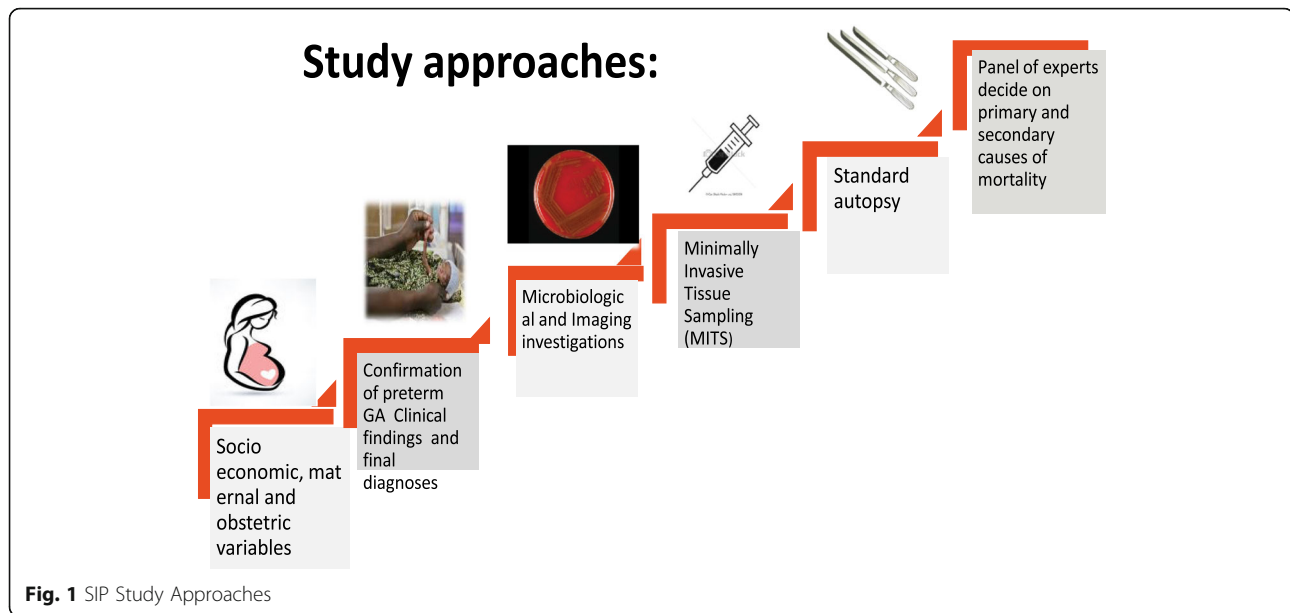 Study approaches:
Socio
economic, mat
ernal and
obstetric
variables
Confirmation
of preterm
GA Clinical
findings and
final
diagnoses
Microbiologic
al and Imaging
investigations
Minimally
Invasive
Tissue
Sampling
(MITS)
Standard
autopsy
Panel of experts
decide on
primary and
secondary
causes of
mortality
Fig. 1 SIP Study Approaches